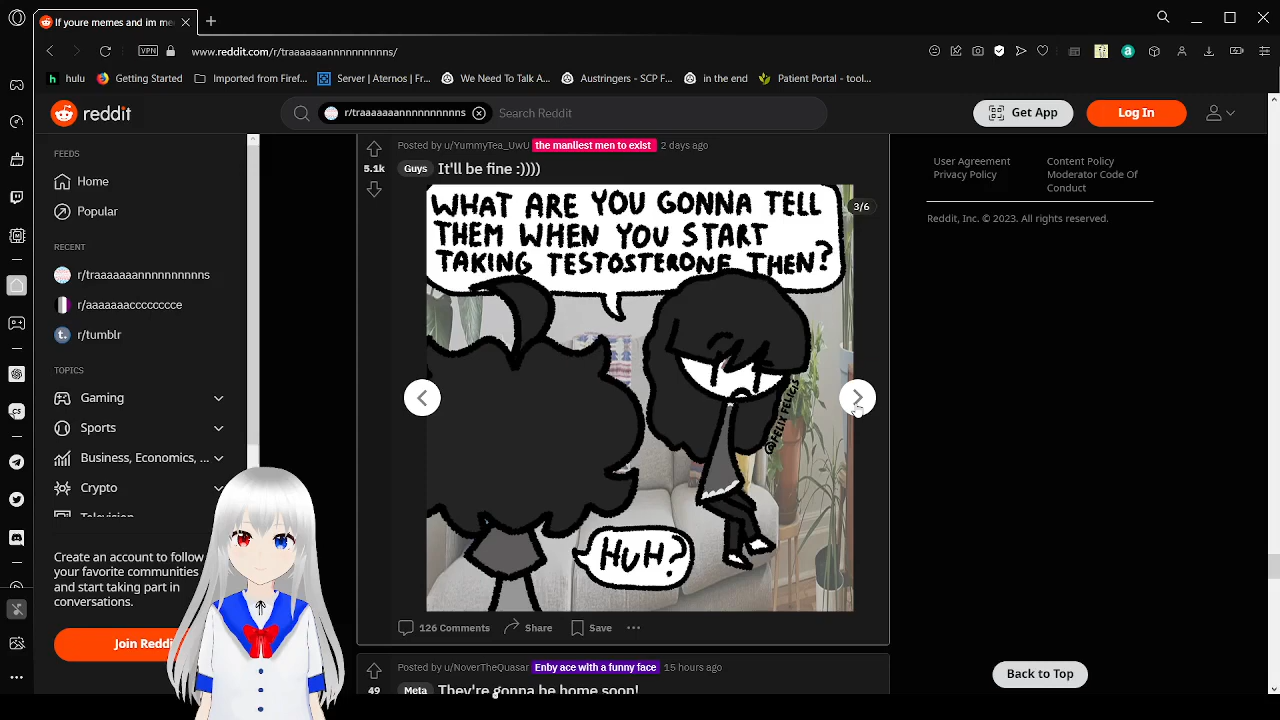 If youre memes and im me
www.reddit.com/r/traaaaaaannnnnnnnnns/
VPN
hulu
Getting Started
Imported from Firef...
Server | Aternos | Fr...
We Need To Talk A...
Austringers - SCP F...
in the end
Patient Portal - tool...
reddit
r/traaaaaaannnnnnnnnns
Search Reddit
Get App
Log In
FEEDS
Home
Popular
RECENT
r/traaaaaaannnnnnnnnns
r/aaaaaaacccccccce
r/tumblr
TOPICS
Gaming
Sports
Business, Economics, ...
Crypto
Television
Create an account to follow
your favorite communities
and start taking part in
conversations.
Join Reddi
Posted by u/YummyTea_UwU the manliest men to exist 2 days ago
5.1k
Guys It'll be fine :))))
3/6
WHAT ARE YOU GONNA TELL
THEM WHEN YOU START
TAKING TESTOSTERONE THEN?
@FELIX FELICIS
HUH?
126 Comments
Share
Save
Posted by u/NoverTheQuasar Enby ace with a funny face 15 hours ago
49
Meta They're gonna be home soon!
User Agreement
Privacy Policy
Content Policy
Moderator Code Of
Conduct
Reddit, Inc. © 2023. All rights reserved.
Back to Top